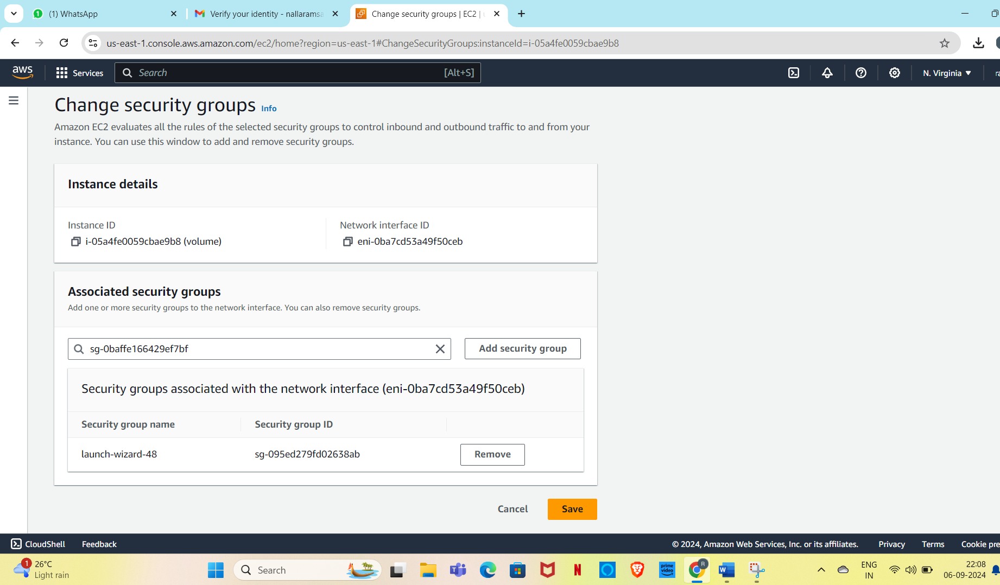 (1) WhatsApp
Verify your identity - nallaramsa
Change security groups | EC2 |
us-east-1.console.aws.amazon.com/ec2/home?region=us-east-1#ChangeSecurityGroups:instanceId=i-05a4fe0059cbae9b8
aws
Services
Search
[Alt+S]
N. Virginia
Change security groups Info
Amazon EC2 evaluates all the rules of the selected security groups to control inbound and outbound traffic to and from your
instance. You can use this window to add and remove security groups.
Instance details
Instance ID
i-05a4fe0059cbae9b8 (volume)
Network interface ID
eni-0ba7cd53a49f50ceb
Associated security groups
Add one or more security groups to the network interface. You can also remove security groups.
sg-0baffe166429ef7bf
Add security group
Security groups associated with the network interface (eni-0ba7cd53a49f50ceb)
Security group name
Security group ID
launch-wizard-48
sg-095ed279fd02638ab
Remove
Cancel
Save
CloudShell
Feedback
© 2024, Amazon Web Services, Inc. or its affiliates.
Privacy
Terms
Cookie pre
1
26°C
Light rain
Search
prime
video
R
ENG
IN
22:08
06-09-2024